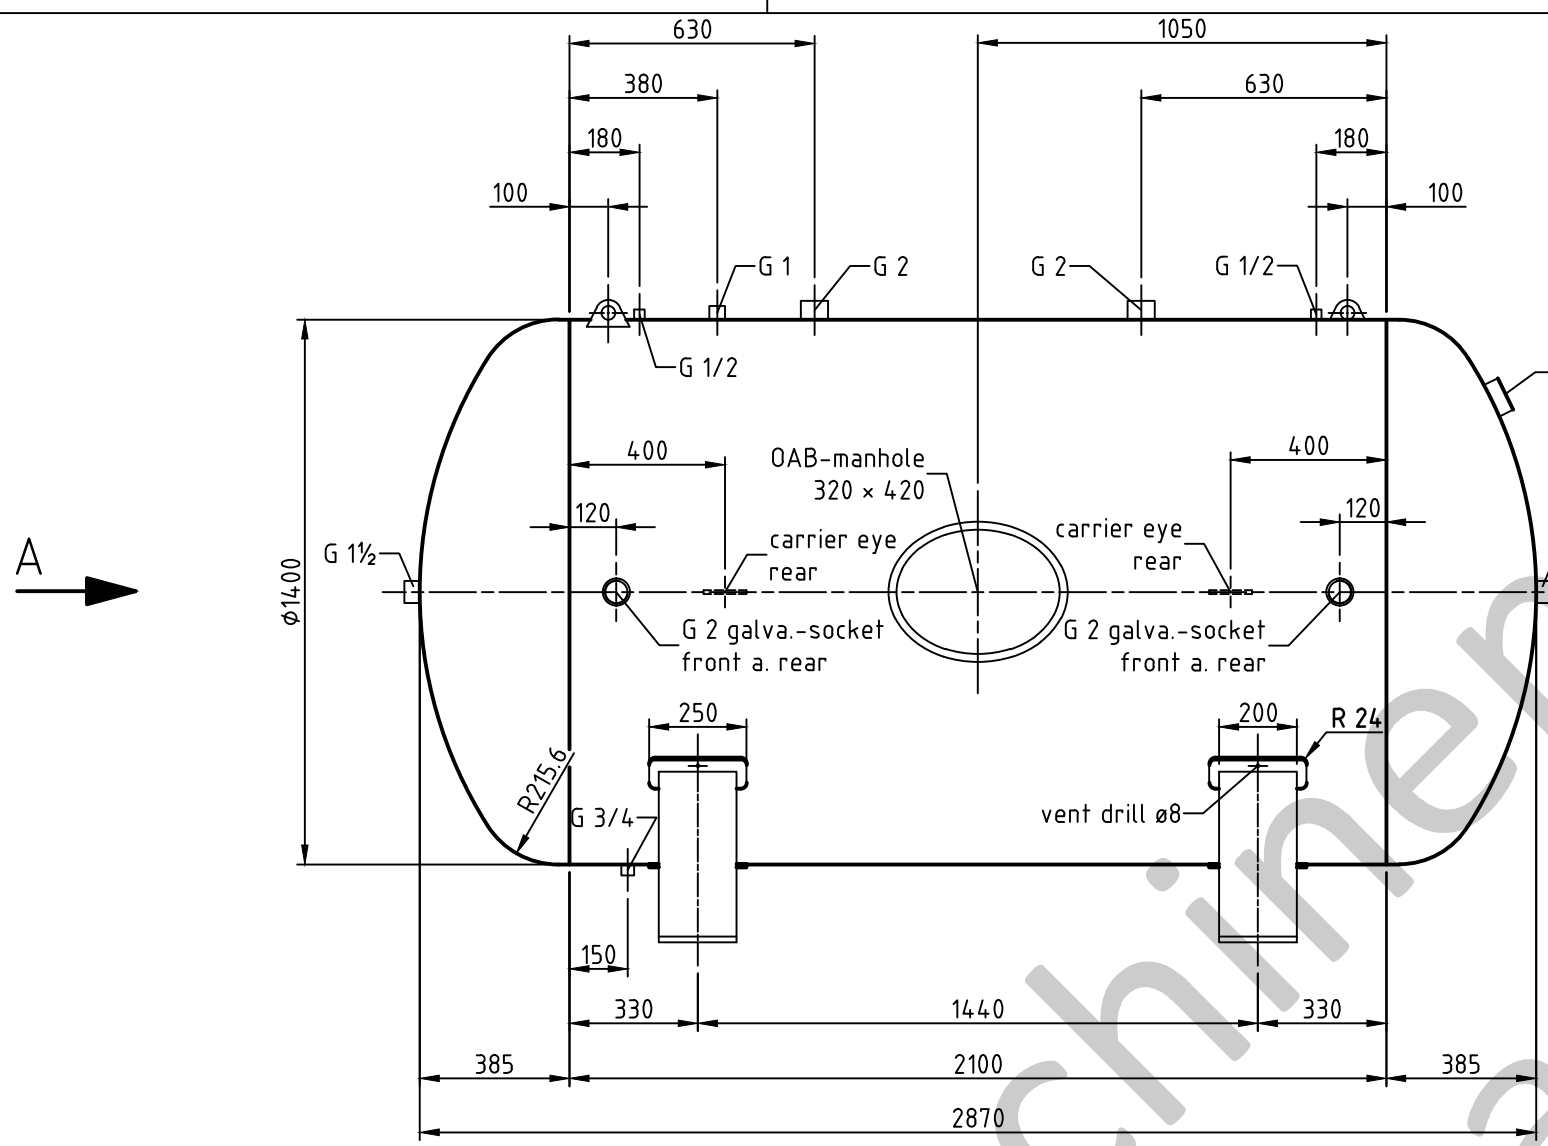 630
1050
380
630
180
180
100
100
G 1
G 2
G 2
G 1/2
G 1/2
400
OAB-manhole
320 × 420
400
120
120
carrier eye
rear
carrier eye
rear
A
G 1½
ϕ1400
G 2 galva.-socket
front a. rear
G 2 galva.-socket
front a. rear
250
200
R 24
R215.6
G 3/4
vent drill ø8
150
330
1440
330
385
2100
385
2870